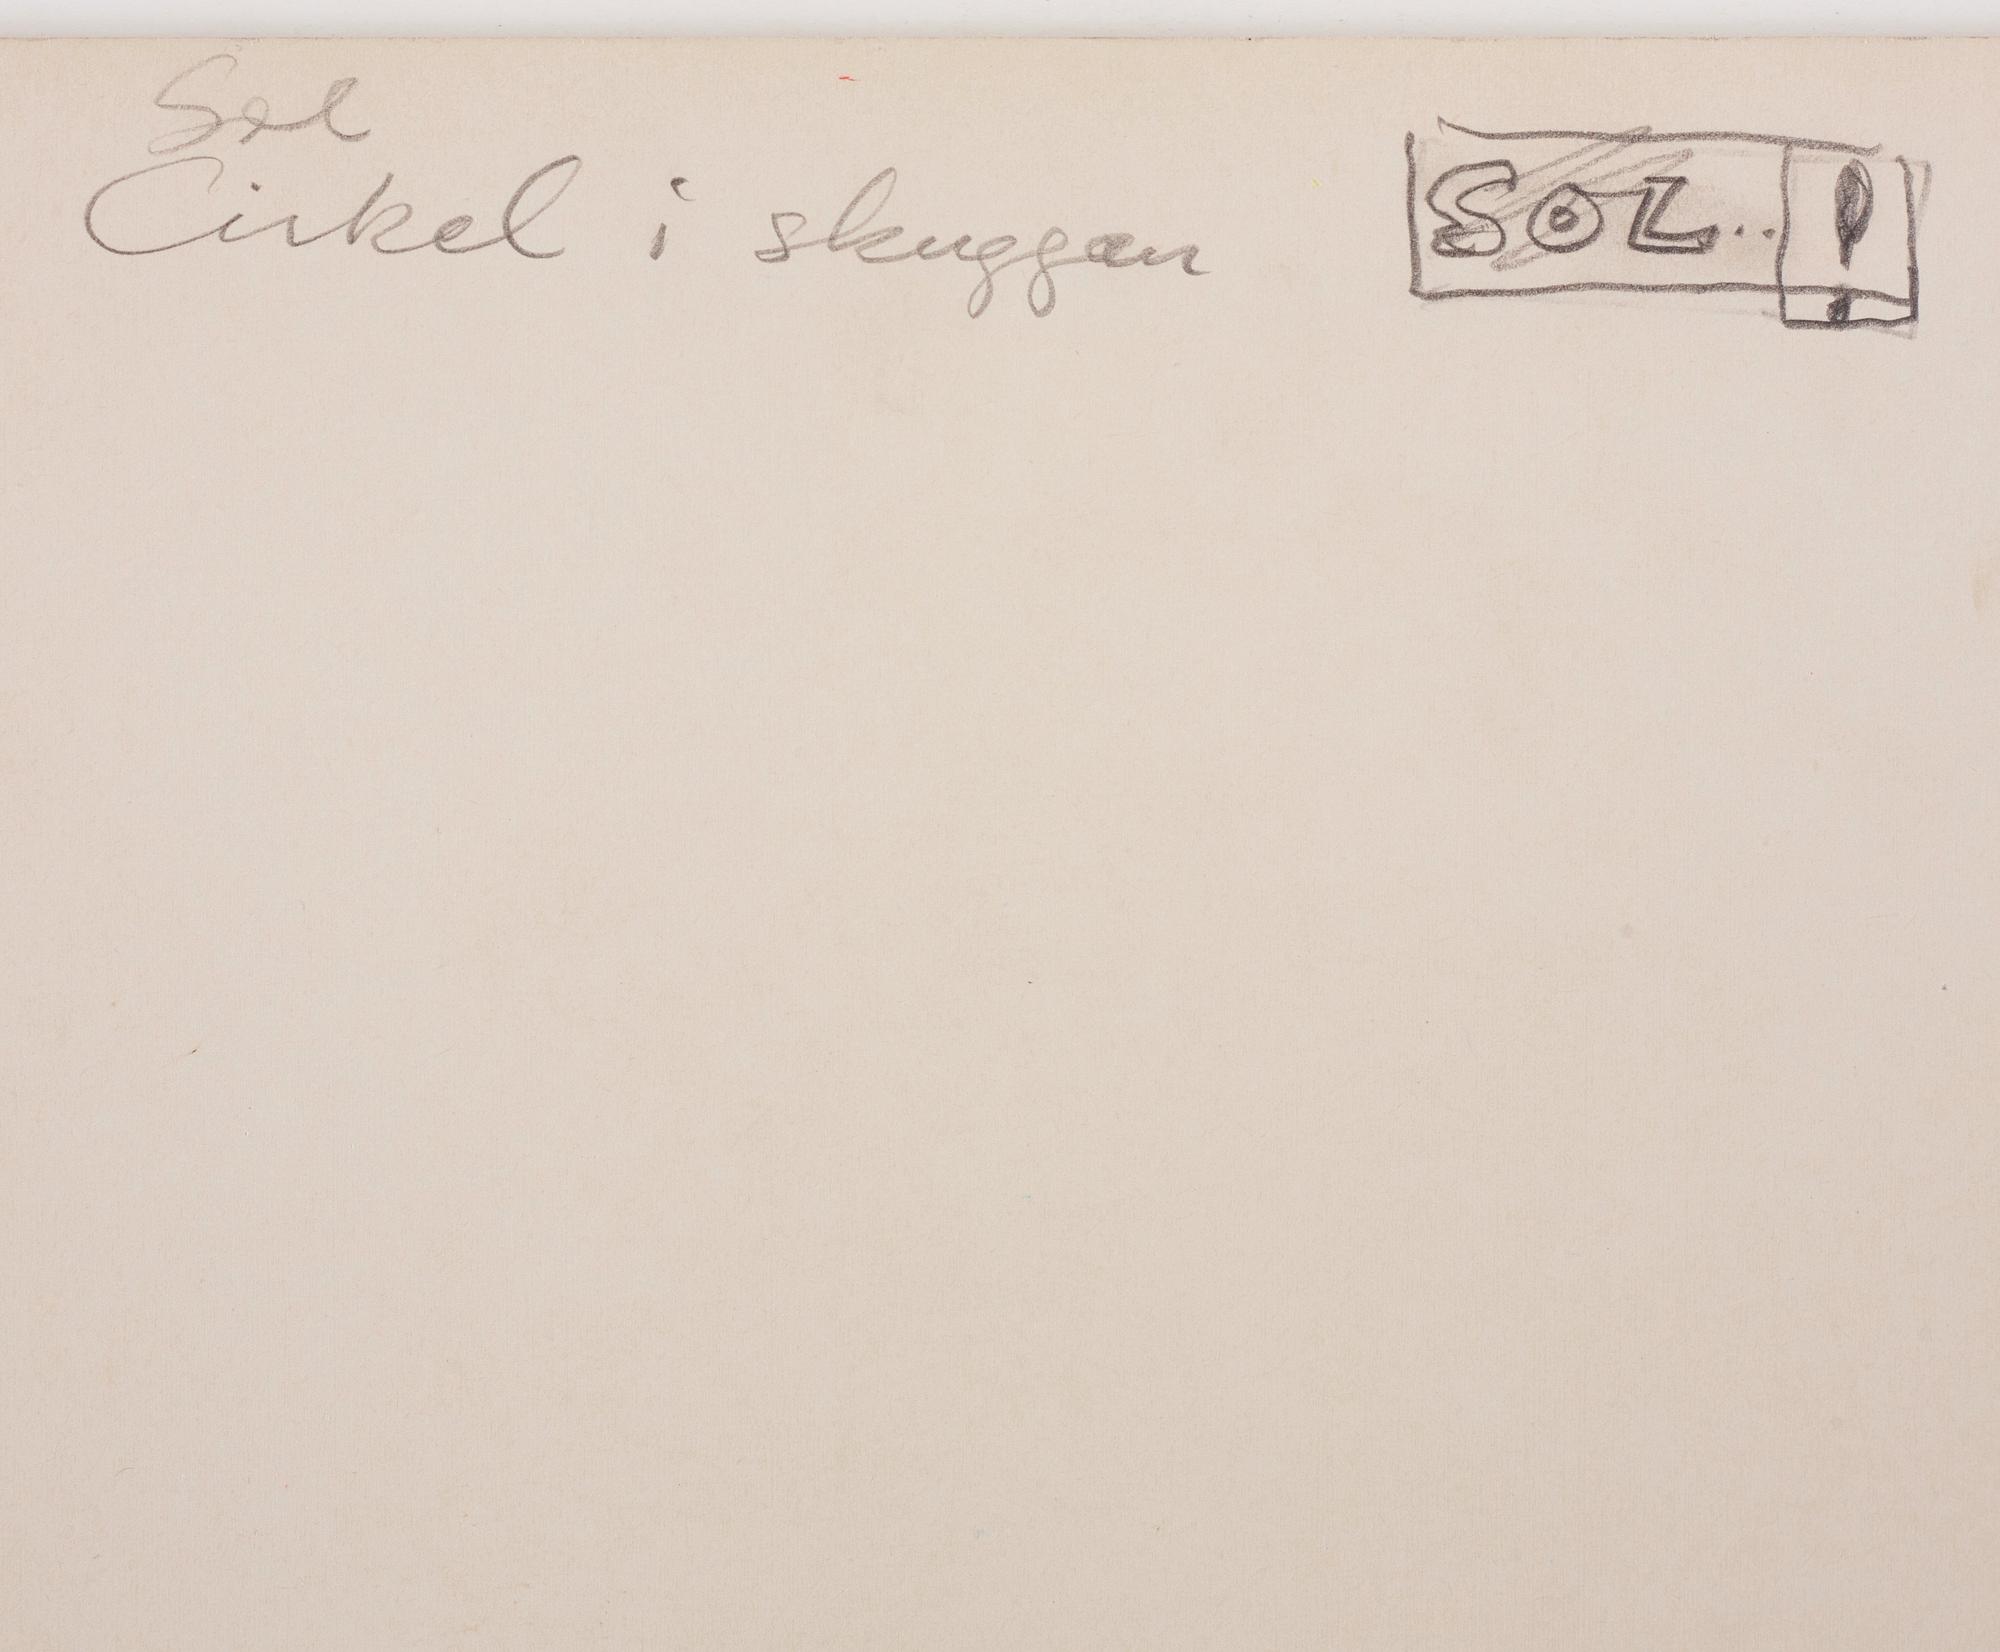 Sol
Cirkel i skuggan
SOL..!